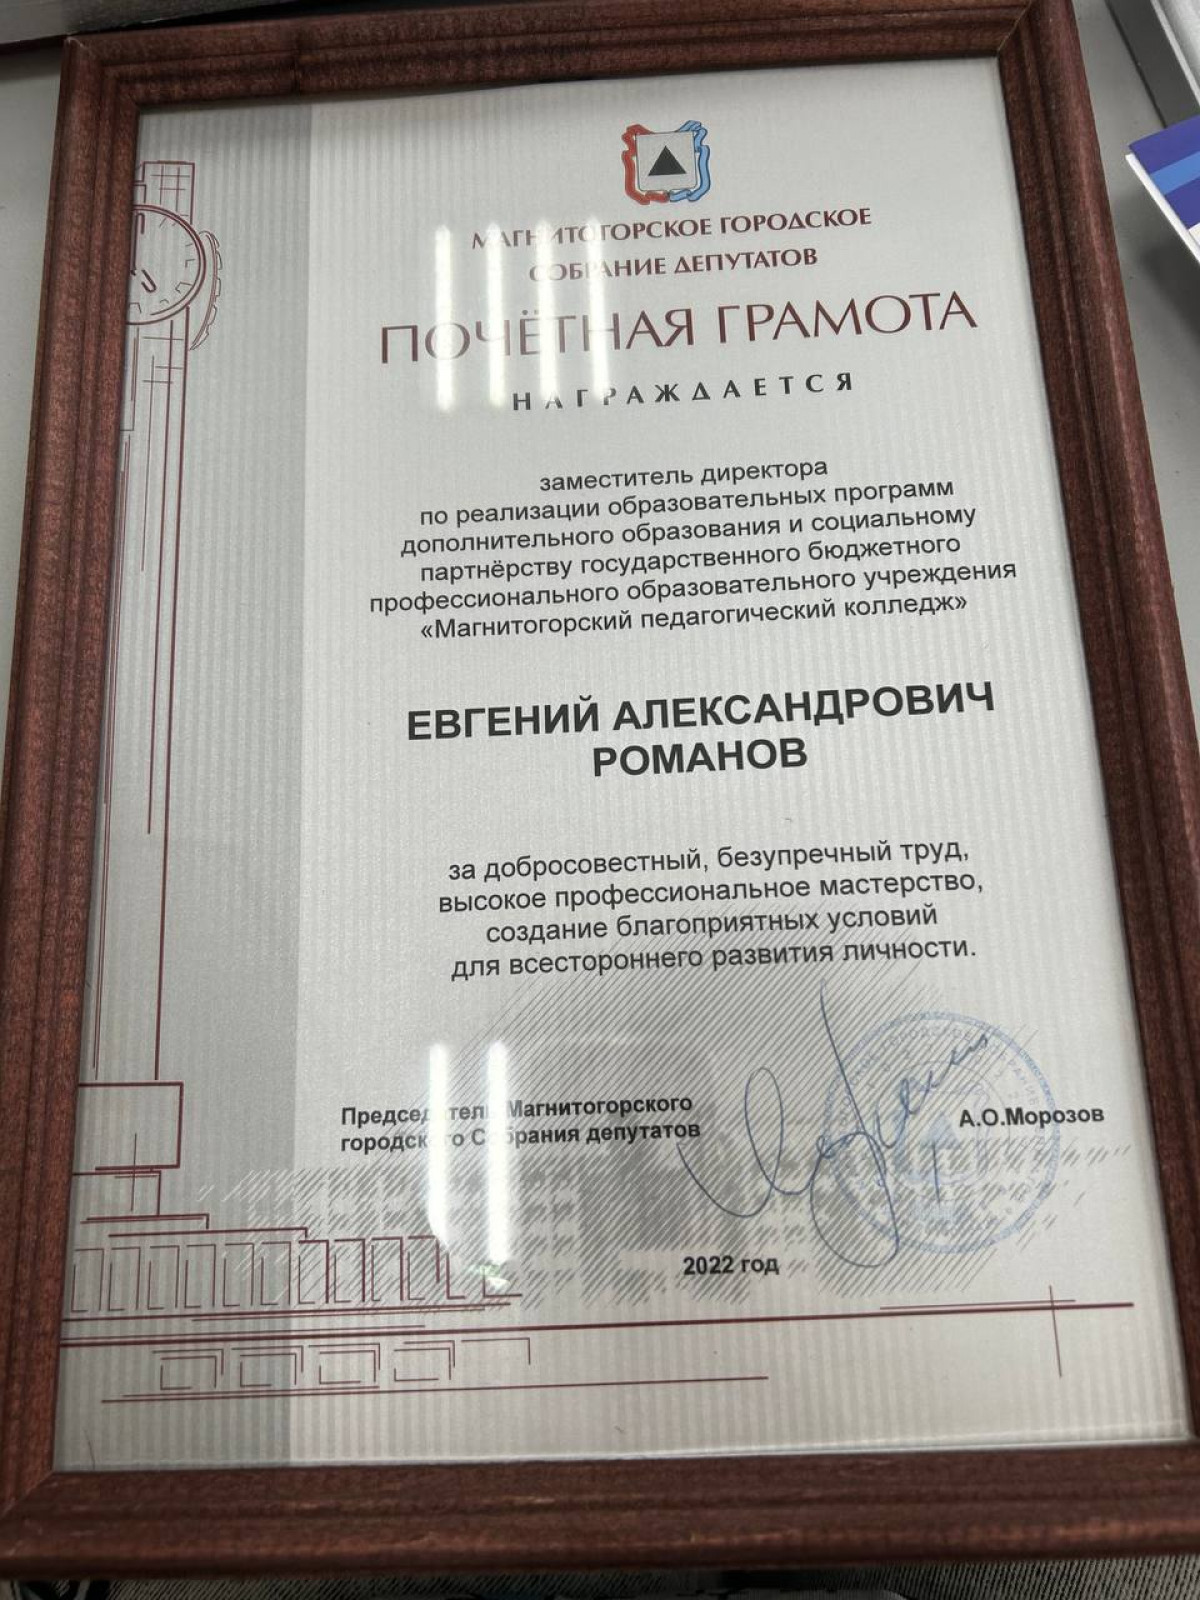 МАГНИТОГОРСКОЕ ГОРОДСКОЕ
СОБРАНИЕ ДЕПУТАТОВ
ПОЧЁТНАЯ ГРАМОТА
НАГРАЖДАЕТСЯ
заместитель директора
по реализации образовательных программ
дополнительного образования и социальному
партнёрству государственного бюджетного
профессионального образовательного учреждения
«Магнитогорский педагогический колледж»
ЕВГЕНИЙ АЛЕКСАНДРОВИЧ
РОМАНОВ
за добросовестный, безупречный труд,
высокое профессиональное мастерство,
создание благоприятных условий
для всестороннего развития личности.
Председатель Магнитогорского
городского Собрания депутатов
А.О.Морозов
2022 год